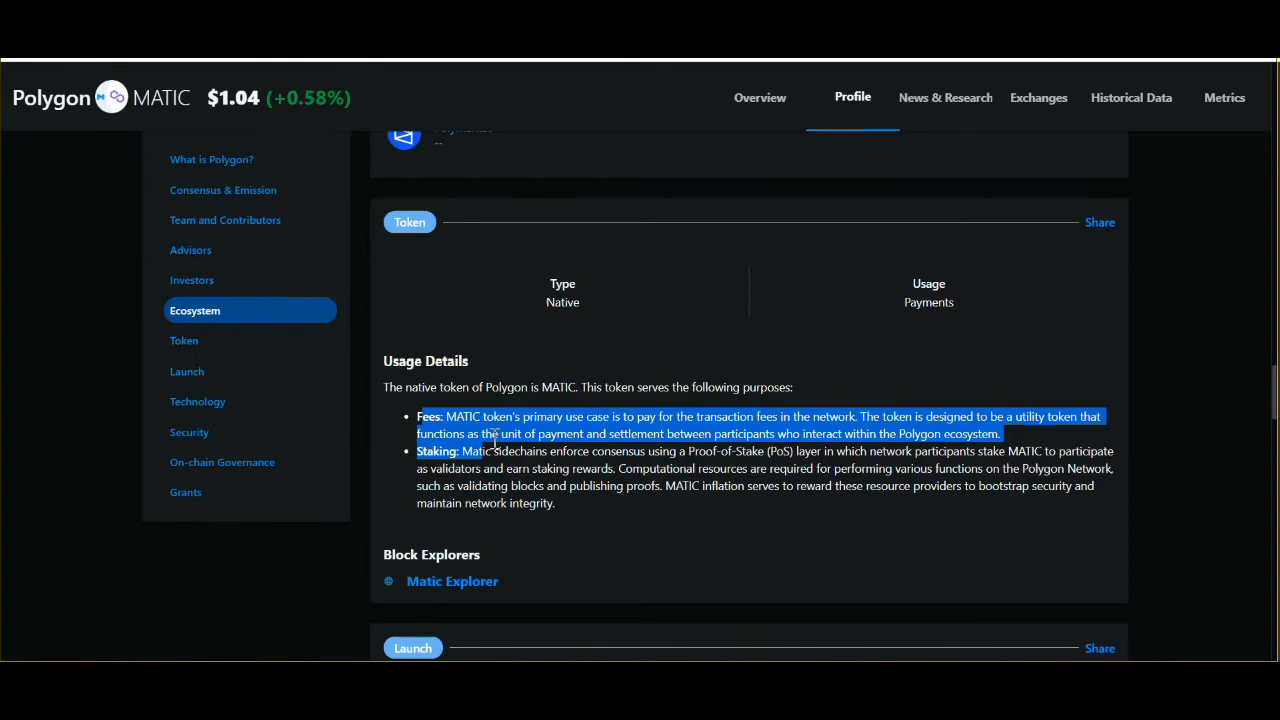 Polygon MATIC $1.04 (+0.58%)
Overview Profile News & Research Exchanges Historical Data Metrics
What is Polygon?
Consensus & Emission
Team and Contributors
Advisors
Investors
Ecosystem
Token
Launch
Technology
Security
On-chain Governance
Grants
--
Token Share
Type Usage
Native Payments
Usage Details
The native token of Polygon is MATIC. This token serves the following purposes:
• Fees: MATIC token's primary use case is to pay for the transaction fees in the network. The token is designed to be a utility token that
functions as the unit of payment and settlement between participants who interact within the Polygon ecosystem.
• Staking: Matic sidechains enforce consensus using a Proof-of-Stake (PoS) layer in which network participants stake MATIC to participate
as validators and earn staking rewards. Computational resources are required for performing various functions on the Polygon Network,
such as validating blocks and publishing proofs. MATIC inflation serves to reward these resource providers to bootstrap security and
maintain network integrity.
Block Explorers
Matic Explorer
Launch Share